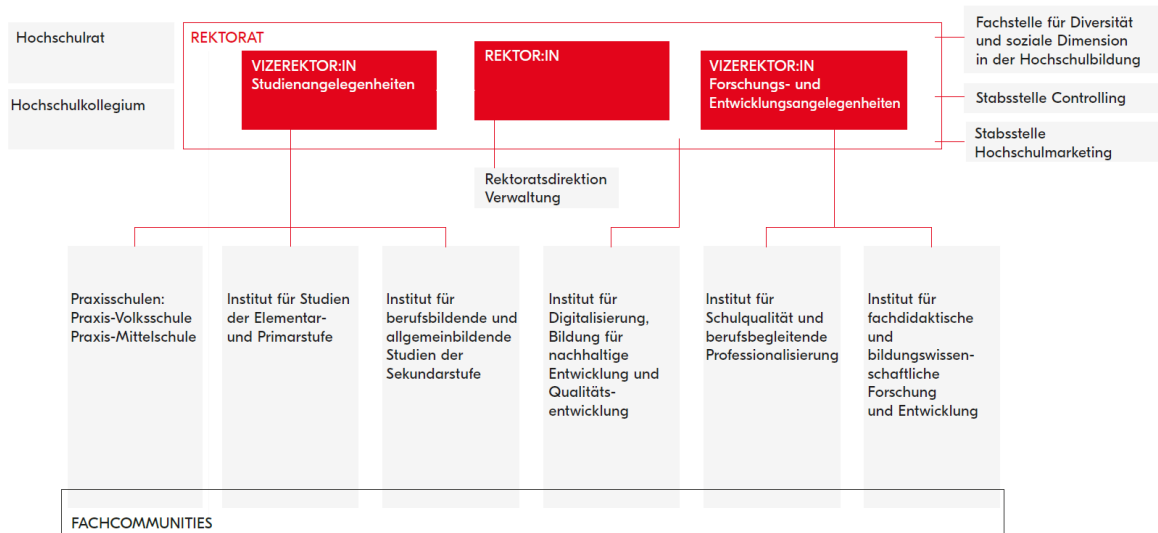 Hochschulrat
Hochschulkollegium
REKTORAT
VIZEREKTOR:IN
Studienangelegenheiten
REKTOR:IN
VIZEREKTOR:IN
Forschungs- und
Entwicklungsangelegenheiten
Fachstelle für Diversität
und soziale Dimension
in der Hochschulbildung
Stabsstelle Controlling
Stabsstelle
Hochschulmarketing
Rektoratsdirektion
Verwaltung
Praxisschulen:
Praxis-Volksschule
Praxis-Mittelschule
Institut für Studien
der Elementar-
und Primarstufe
Institut für
berufsbildende und
allgemeinbildende
Studien der
Sekundarstufe
Institut für
Digitalisierung,
Bildung für
nachhaltige
Entwicklung und
Qualitäts-
entwicklung
Institut für
Schulqualität und
berufsbegleitende
Professionalisierung
Institut für
fachdidaktische
und
bildungswissen-
schaftliche
Forschung
und Entwicklung
FACHCOMMUNITIES